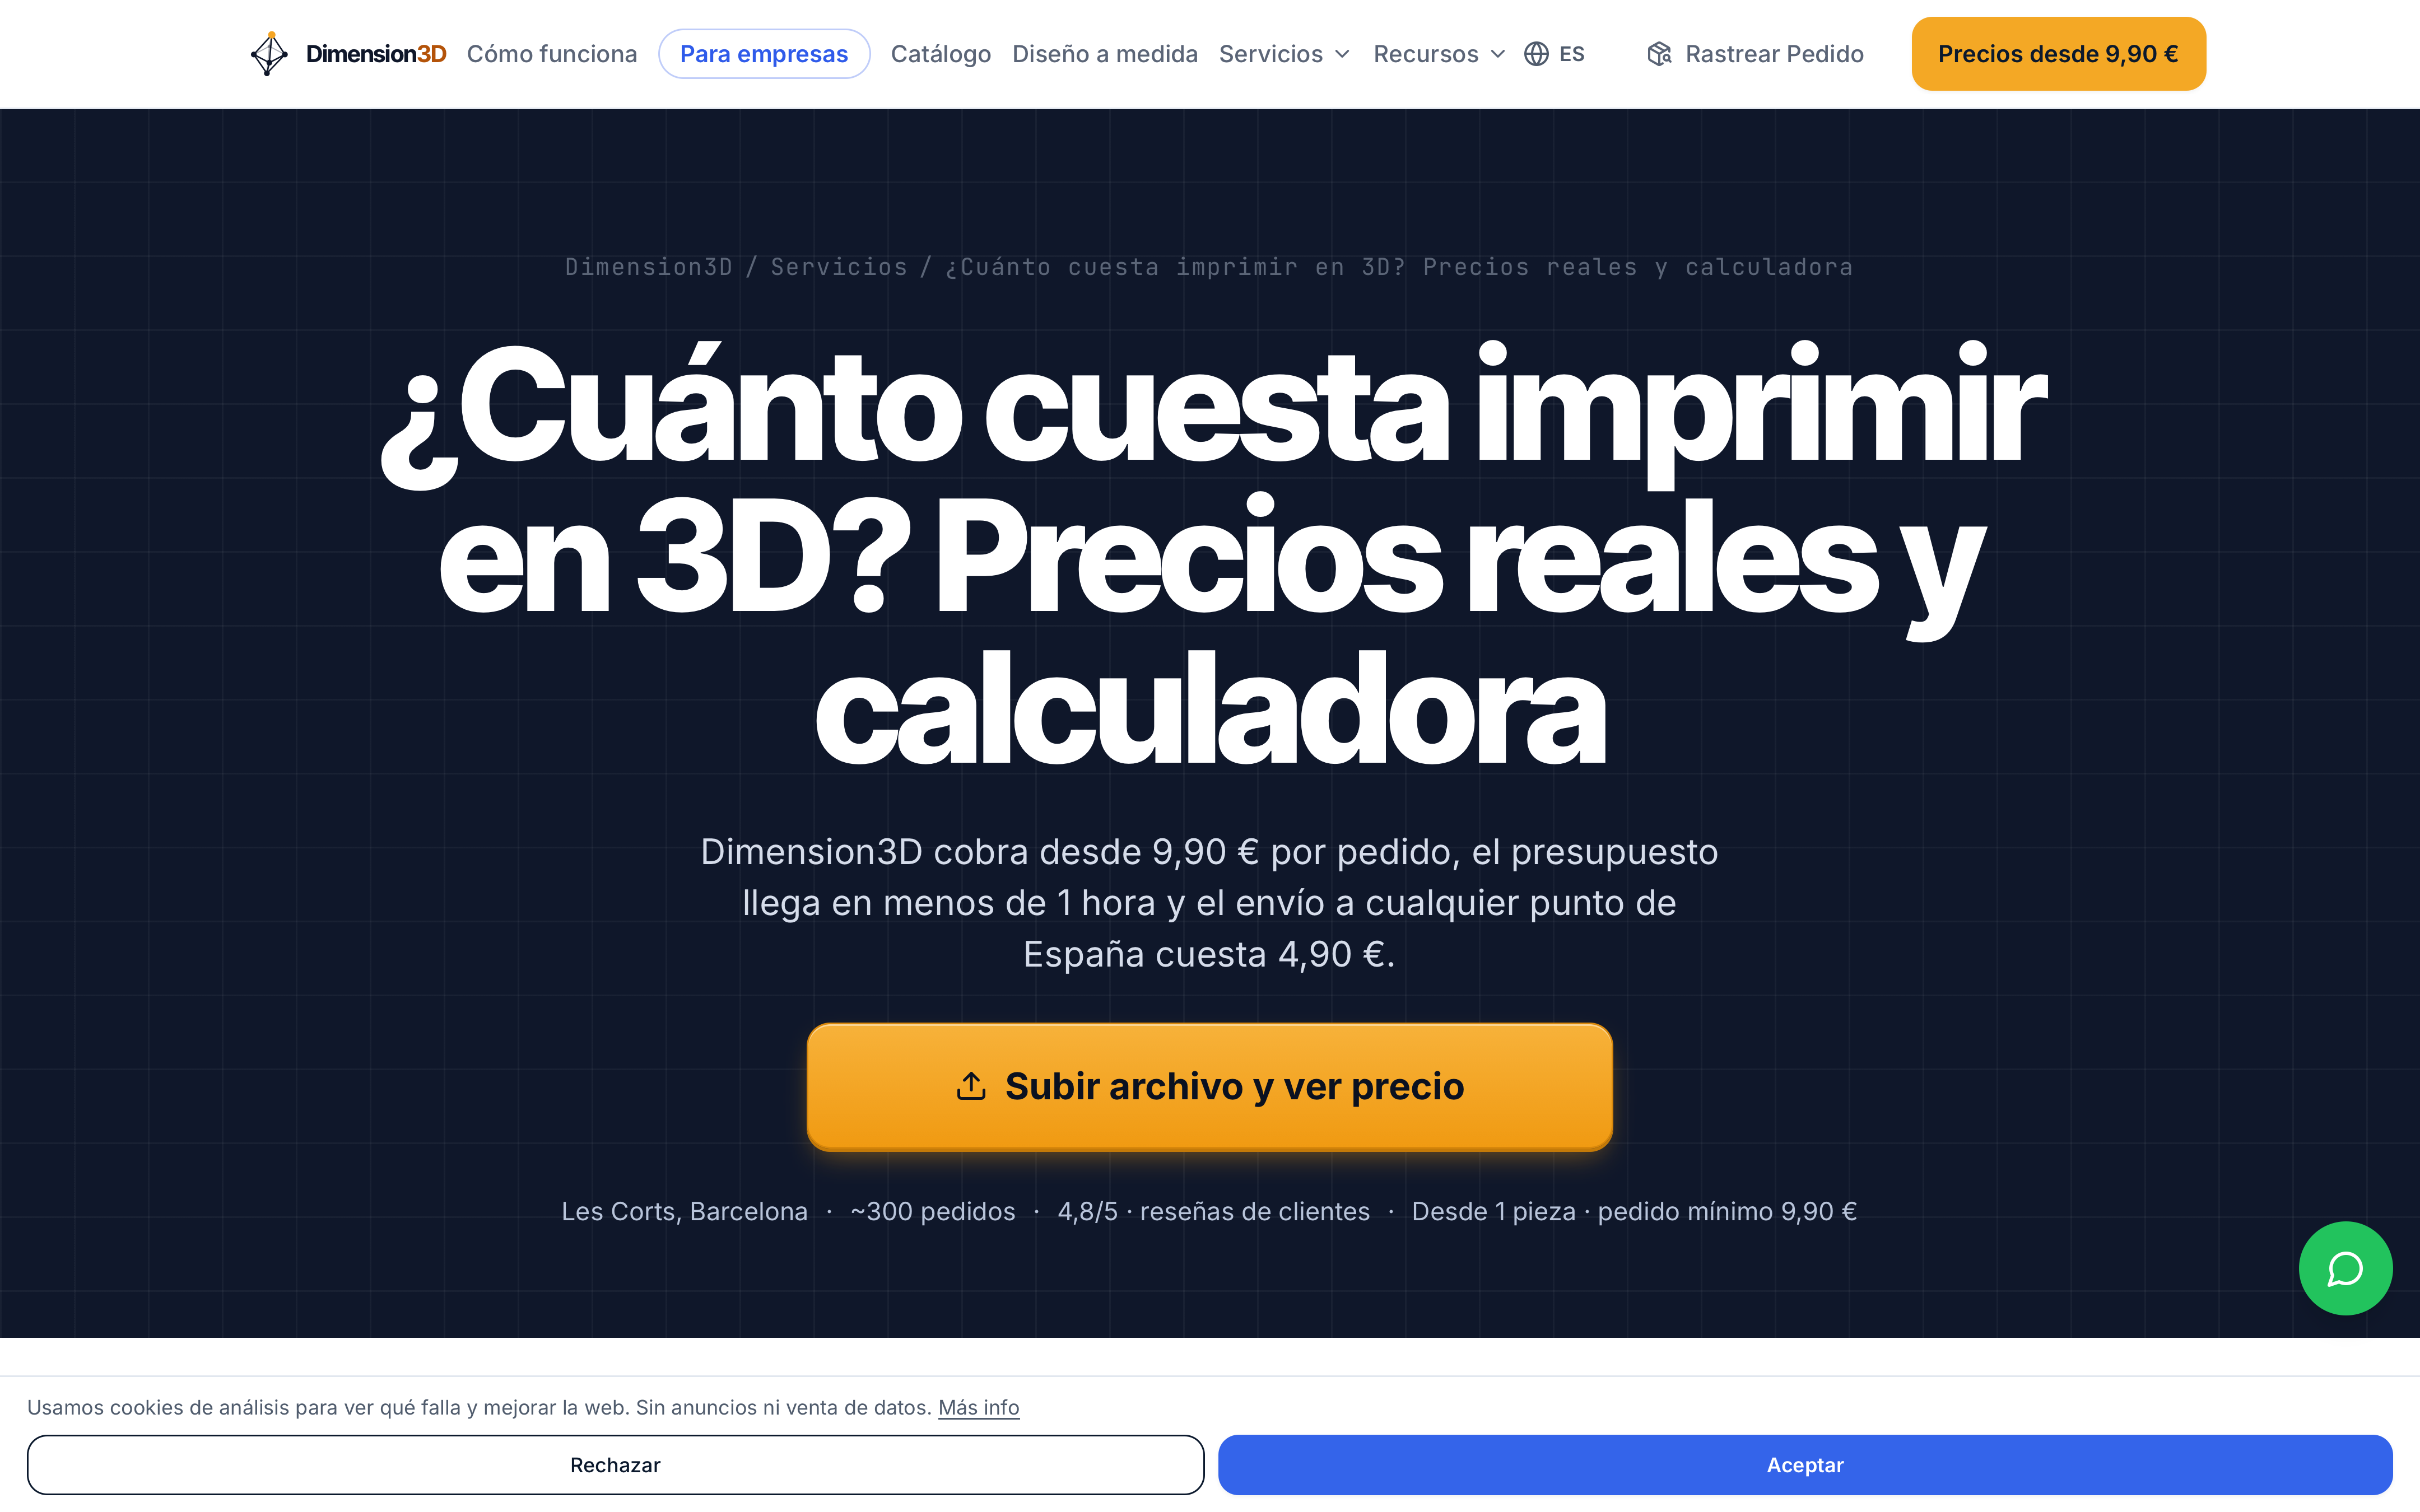 Dimension3D Cómo funciona Para empresas Catálogo Diseño a medida Servicios Recursos ES Rastrear Pedido Precios desde 9,90 €
Dimension3D / Servicios / ¿Cuánto cuesta imprimir en 3D? Precios reales y calculadora
¿Cuánto cuesta imprimir
en 3D? Precios reales y
calculadora
Dimension3D cobra desde 9,90 € por pedido, el presupuesto
llega en menos de 1 hora y el envío a cualquier punto de
España cuesta 4,90 €.
Subir archivo y ver precio
Les Corts, Barcelona · ~300 pedidos · 4,8/5 · reseñas de clientes · Desde 1 pieza · pedido mínimo 9,90 €
Usamos cookies de análisis para ver qué falla y mejorar la web. Sin anuncios ni venta de datos. Más info
Rechazar Aceptar